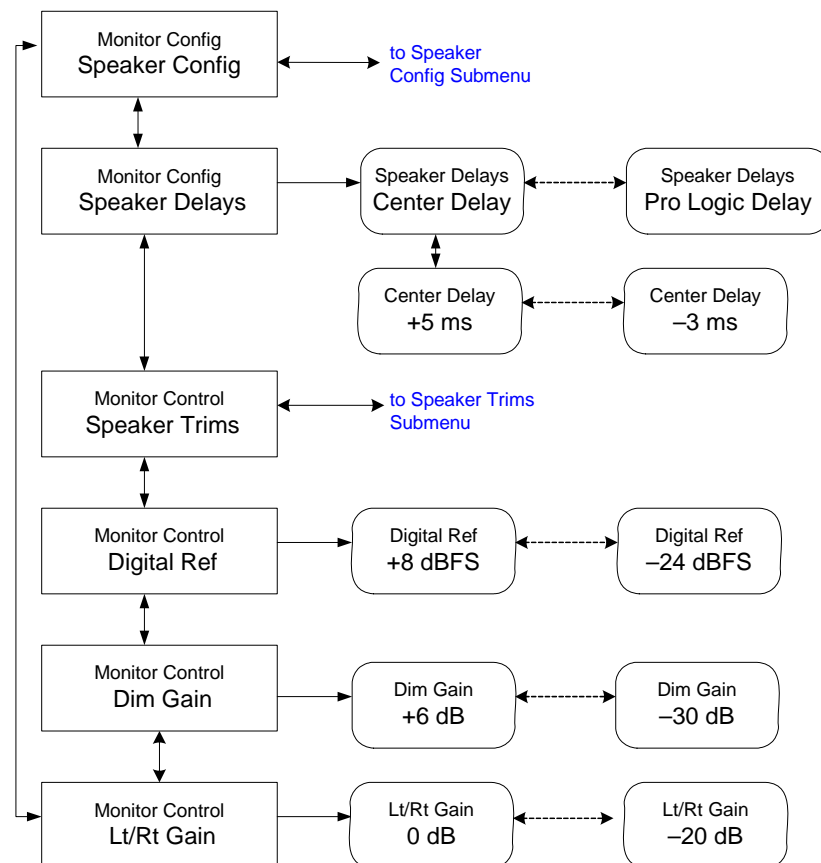 Monitor Config
Speaker Config
to Speaker
Config Submenu
Monitor Config
Speaker Delays
Speaker Delays
Center Delay
Speaker Delays
Pro Logic Delay
Center Delay
+5 ms
Center Delay
–3 ms
Monitor Control
Speaker Trims
to Speaker Trims
Submenu
Monitor Control
Digital Ref
Digital Ref
+8 dBFS
Digital Ref
–24 dBFS
Monitor Control
Dim Gain
Dim Gain
+6 dB
Dim Gain
–30 dB
Monitor Control
Lt/Rt Gain
Lt/Rt Gain
0 dB
Lt/Rt Gain
–20 dB